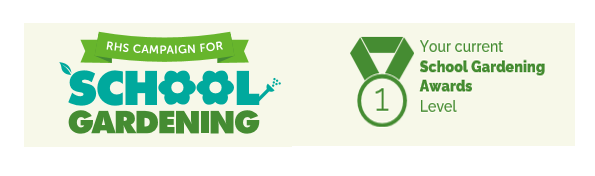 RHS CAMPAIGN FOR
SCHOOL
GARDENING
1
Your current
School Gardening
Awards
Level